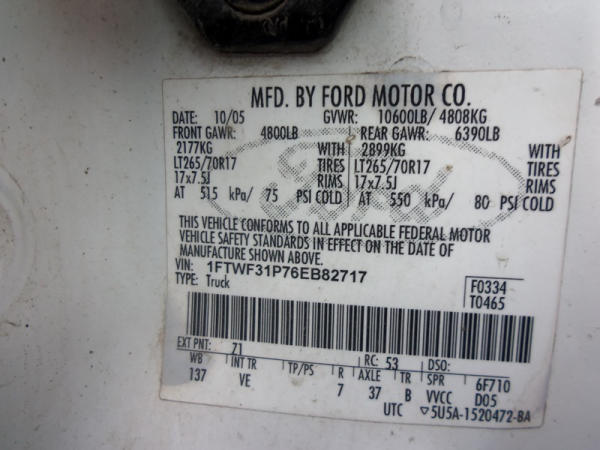 MFD. BY FORD MOTOR CO.
DATE: 10/05 GVWR: 10600LB/ 4808KG
FRONT GAWR: 4800LB REAR GAWR: 6390LB
2177KG WITH 2899KG WITH
LT265/70R17 TIRES LT265/70R17 TIRES
17x7.5J RIMS 17x7.5J RIMS
AT 515 kPa/ 75 PSI COLD AT 550 kPa/ 80 PSI COLD
Ford
THIS VEHICLE CONFORMS TO ALL APPLICABLE FEDERAL MOTOR
VEHICLE SAFETY STANDARDS IN EFFECT ON THE DATE OF
MANUFACTURE SHOWN ABOVE.
VIN: 1FTWF31P76EB82717
TYPE: Truck
F0334
T0465
EXT PNT: 71 RC: 53 DSO:
WB INT TR TP/PS R AXLE TR SPR 6F710
137 VE 7 37 B VVCC D05
UTC ▽5U5A-1520472-BA